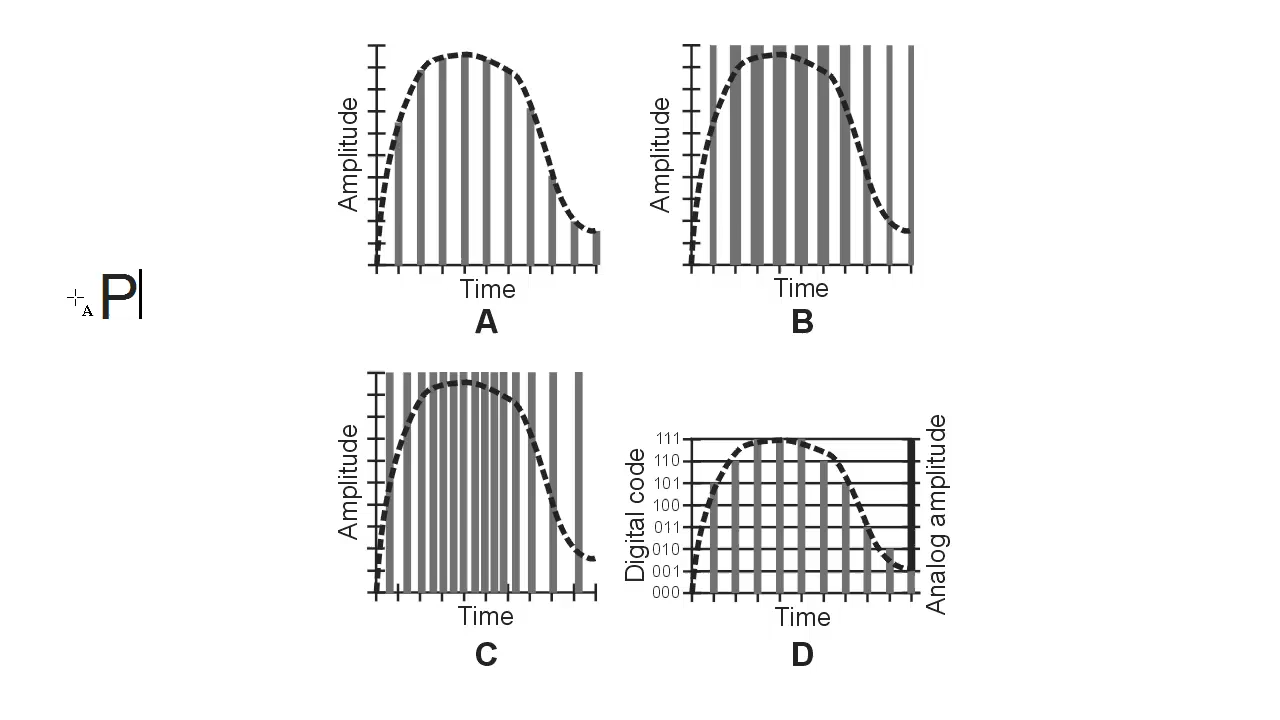 Amplitude
Time
A
Amplitude
Time
B
P
A
Amplitude
Time
C
Digital code
111
110
101
100
011
010
001
000
Analog amplitude
Time
D